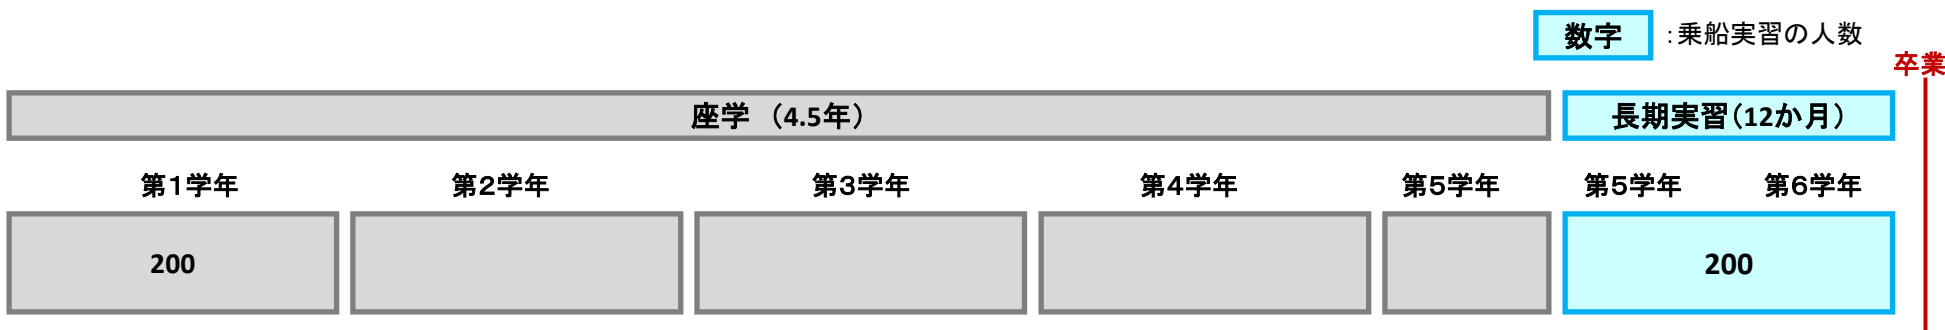 数字 :乗船実習の人数
卒業
座学 (4.5年) 長期実習(12か月)
第1学年 第2学年 第3学年 第4学年 第5学年 第5学年 第6学年
200 200